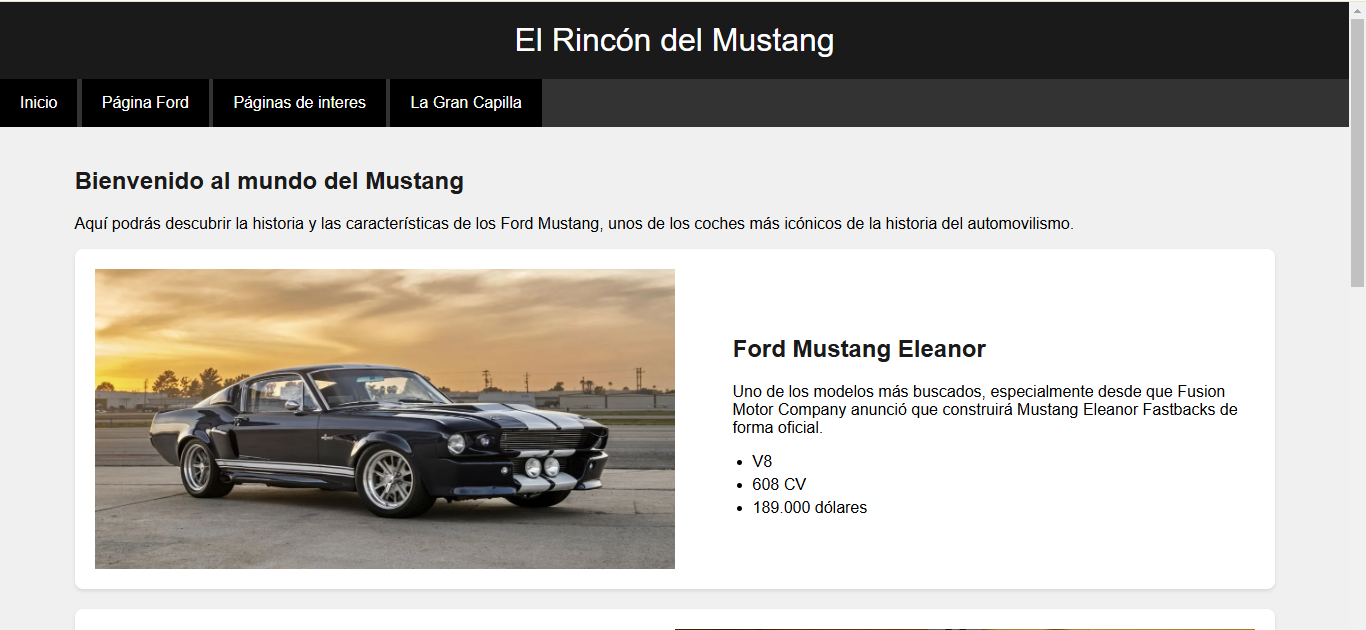 El Rincón del Mustang
Inicio
Página Ford
Páginas de interes
La Gran Capilla
Bienvenido al mundo del Mustang
Aquí podrás descubrir la historia y las características de los Ford Mustang, unos de los coches más icónicos de la historia del automovilismo.
Ford Mustang Eleanor
Uno de los modelos más buscados, especialmente desde que Fusion
Motor Company anunció que construirá Mustang Eleanor Fastbacks de
forma oficial.
V8
608 CV
189.000 dólares